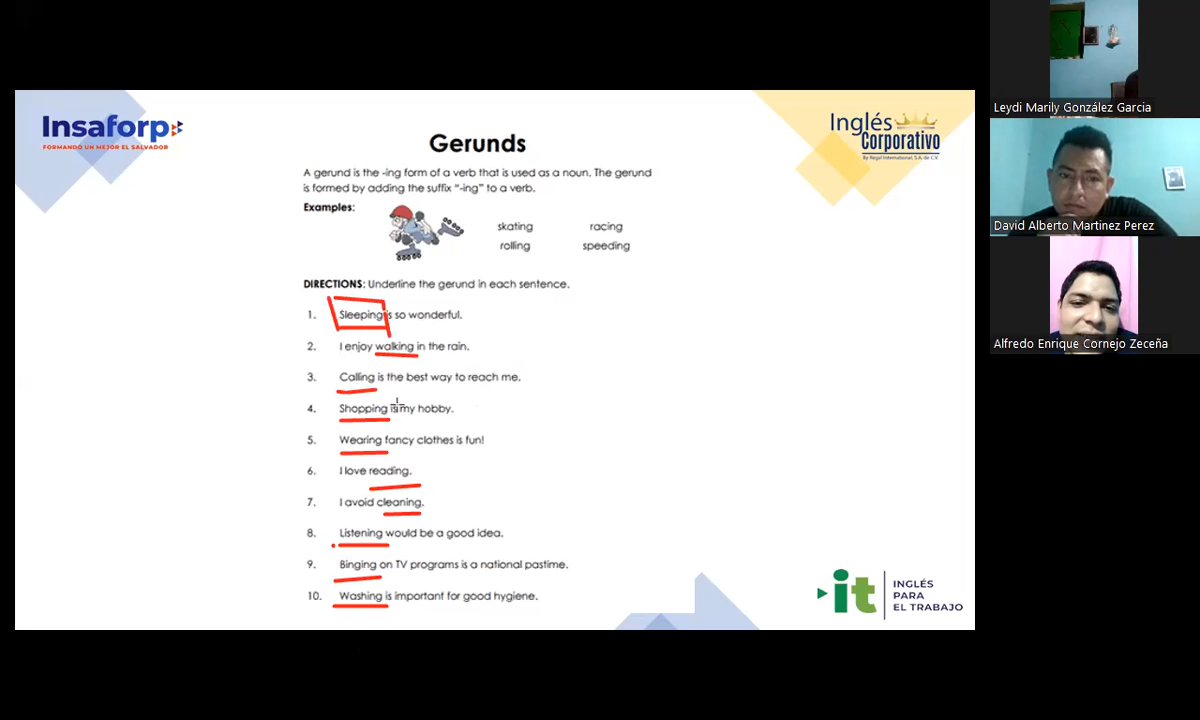 Insaforp
FORMANDO UN MEJOR EL SALVADOR
Inglés
Corporativo
By Regal International, S.A. de C.V.
Gerunds
A gerund is the -ing form of a verb that is used as a noun. The gerund
is formed by adding the suffix “-ing” to a verb.
Examples:
skating racing
rolling speeding
DIRECTIONS: Underline the gerund in each sentence.
1. Sleeping is so wonderful.
2. I enjoy walking in the rain.
3. Calling is the best way to reach me.
4. Shopping is my hobby.
5. Wearing fancy clothes is fun!
6. I love reading.
7. I avoid cleaning.
8. Listening would be a good idea.
9. Binging on TV programs is a national pastime.
10. Washing is important for good hygiene.
it
INGLÉS
PARA
EL TRABAJO
Leydi Marily González Garcia
David Alberto Martinez Perez
Alfredo Enrique Cornejo Zeceña